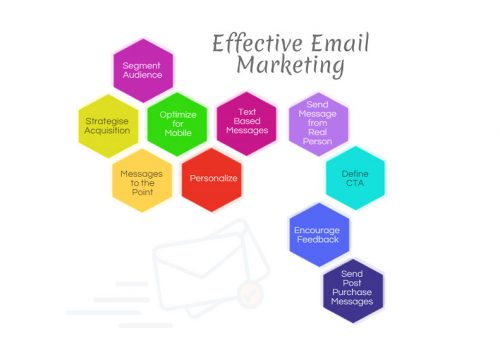 Effective Email
Marketing
Segment
Audience
Strategise
Acquisition
Optimize
for
Mobile
Text
Based
Messages
Send
Message
from
Real
Person
Messages
to the
Point
Personalize
Define
CTA
Encourage
Feedback
Send
Post
Purchase
Messages